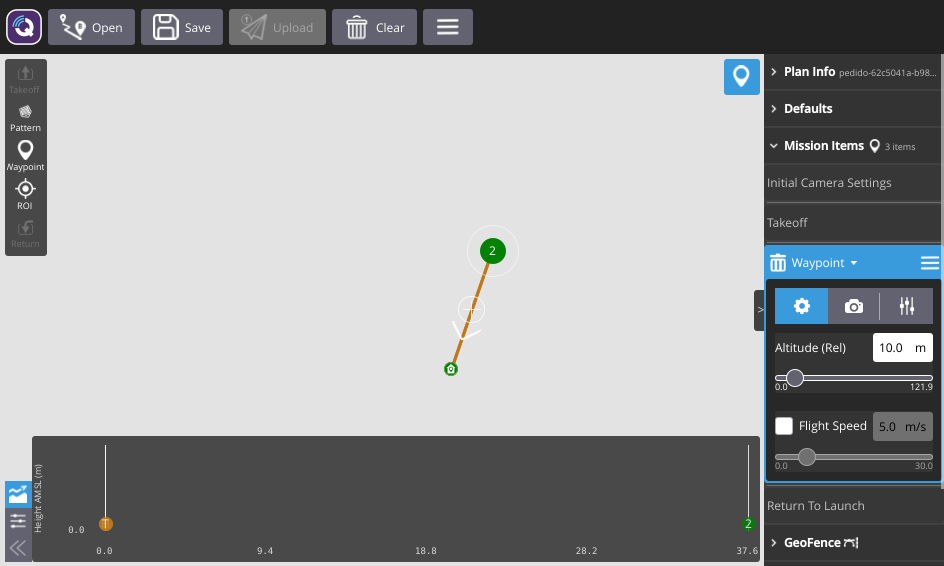 Open Save Upload Clear
Takeoff
Pattern
Waypoint
ROI
Return
2
Height AMSL (m)
0.0
T
2
0.0 9.4 18.8 28.2 37.6
>
Plan Info pedido-62c5041a-b98...
Defaults
Mission Items 3 items
Initial Camera Settings
Takeoff
Waypoint
Altitude (Rel) 10.0 m
0.0 121.9
Flight Speed 5.0 m/s
0.0 30.0
Return To Launch
GeoFence